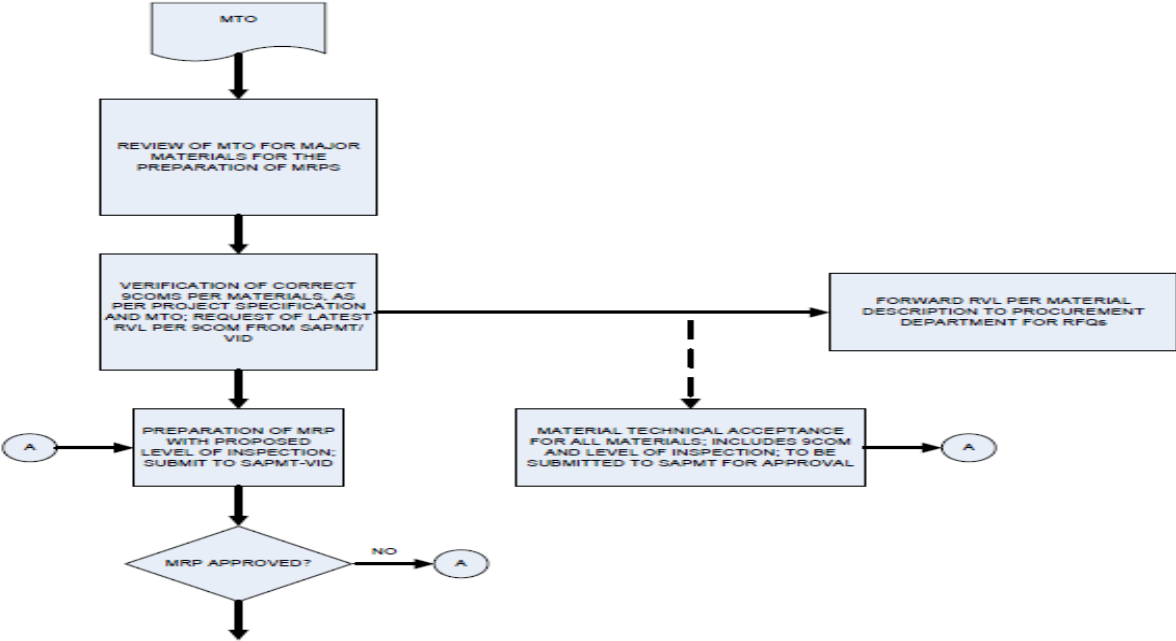 MTO
REVIEW OF MTO FOR MAJOR
MATERIALS FOR THE
PREPARATION OF MRPS
VERIFICATION OF CORRECT
9COMS PER MATERIALS, AS
PER PROJECT SPECIFICATION
AND MTO; REQUEST OF LATEST
RVL PER 9COM FROM SAPMT/
VID
FORWARD RVL PER MATERIAL
DESCRIPTION TO PROCUREMENT
DEPARTMENT FOR RFQs
A
PREPARATION OF MRP
WITH PROPOSED
LEVEL OF INSPECTION;
SUBMIT TO SAPMT-VID
MATERIAL TECHNICAL ACCEPTANCE
FOR ALL MATERIALS; INCLUDES 9COM
AND LEVEL OF INSPECTION; TO BE
SUBMITTED TO SAPMT FOR APPROVAL
A
MRP APPROVED?
NO
A